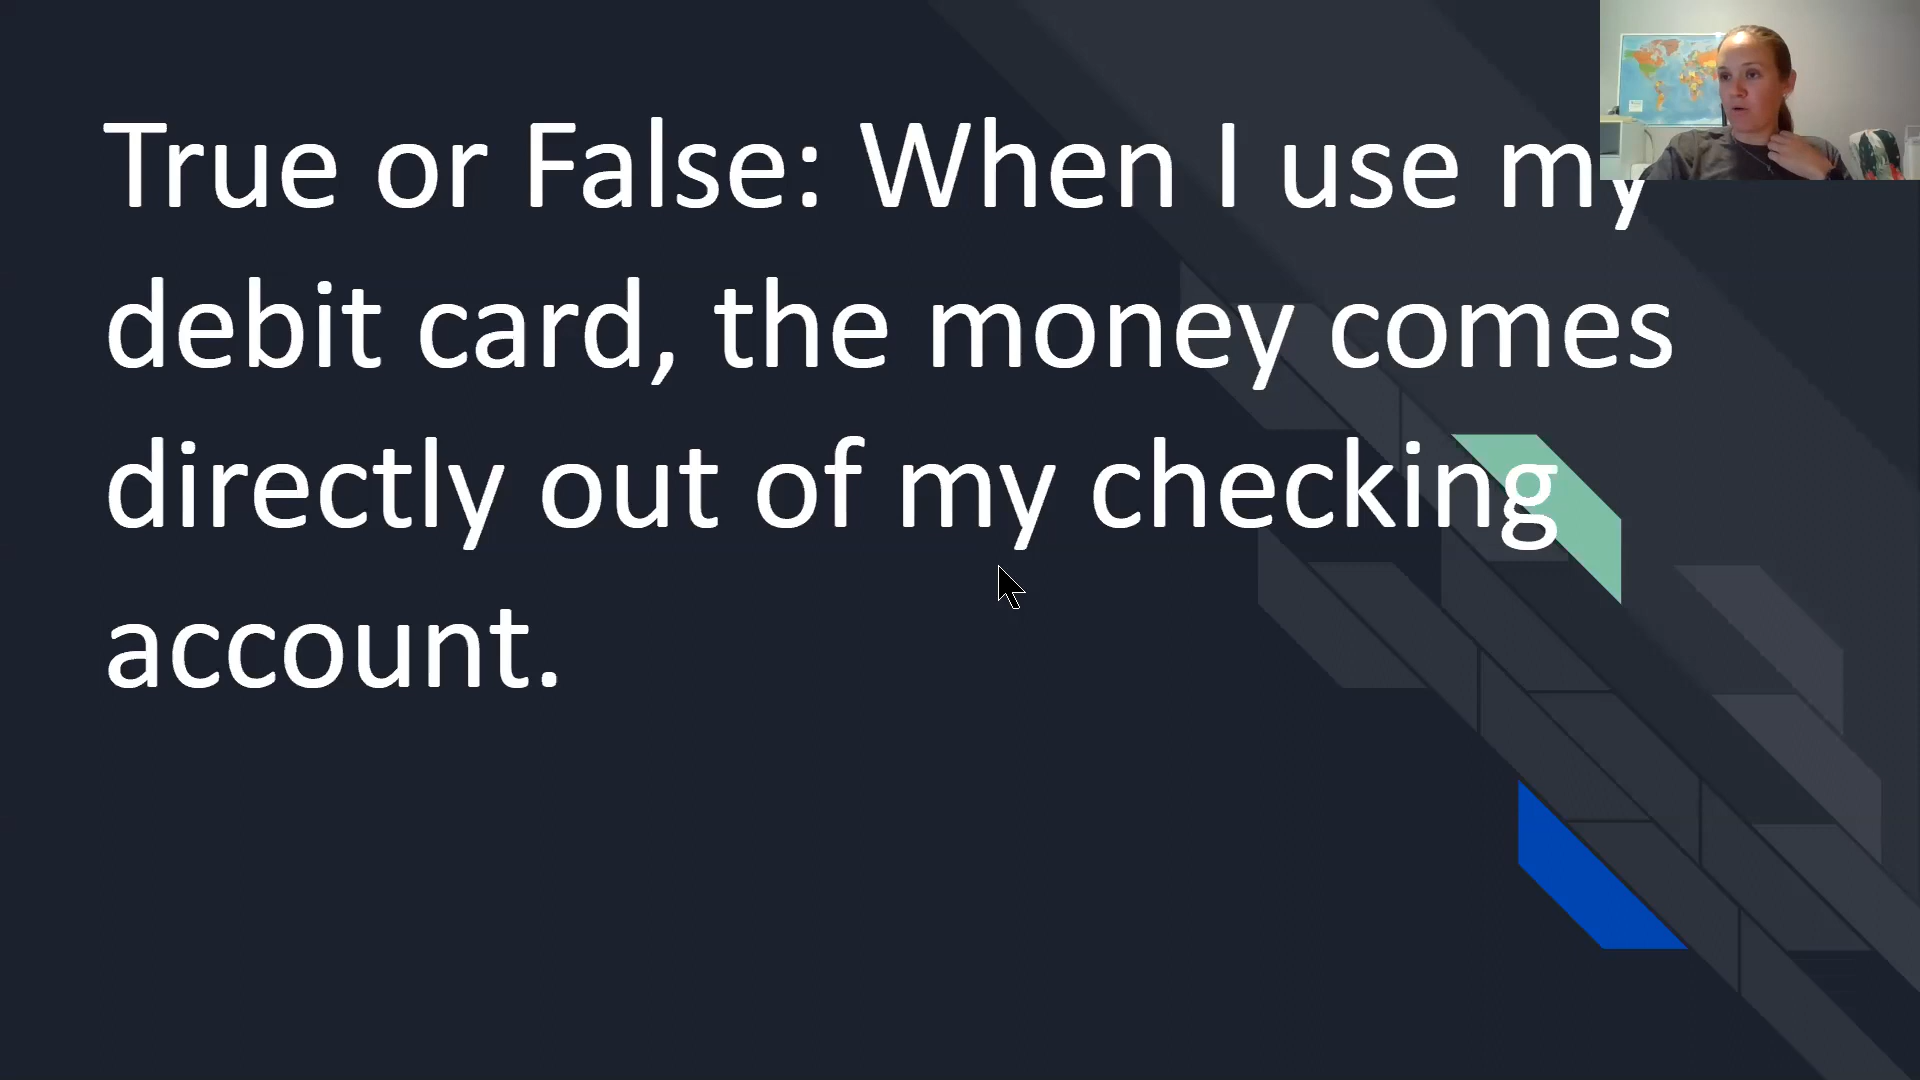 True or False: When I use my
debit card, the money comes
directly out of my checking
account.